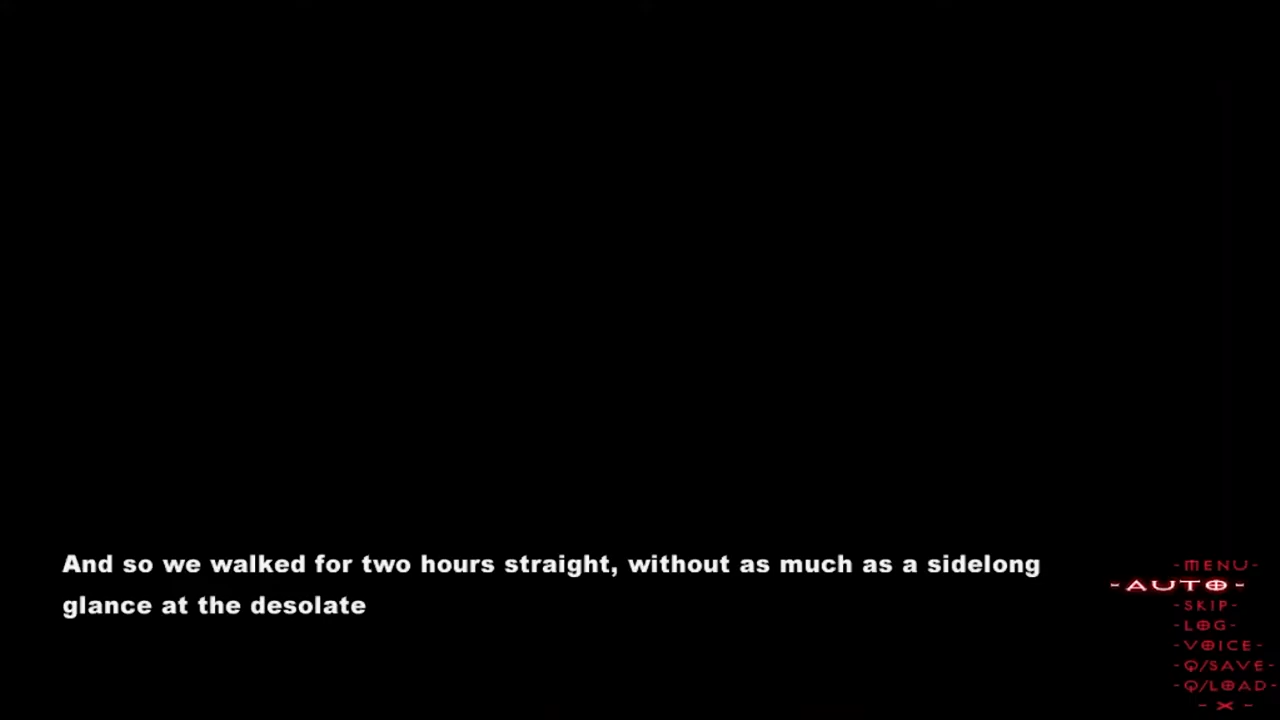 And so we walked for two hours straight, without as much as a sidelong
glance at the desolate
-MENU-
-AUTO-
-SKIP-
-LOG-
-VOICE-
-Q/SAVE-
-Q/LOAD-
-X-